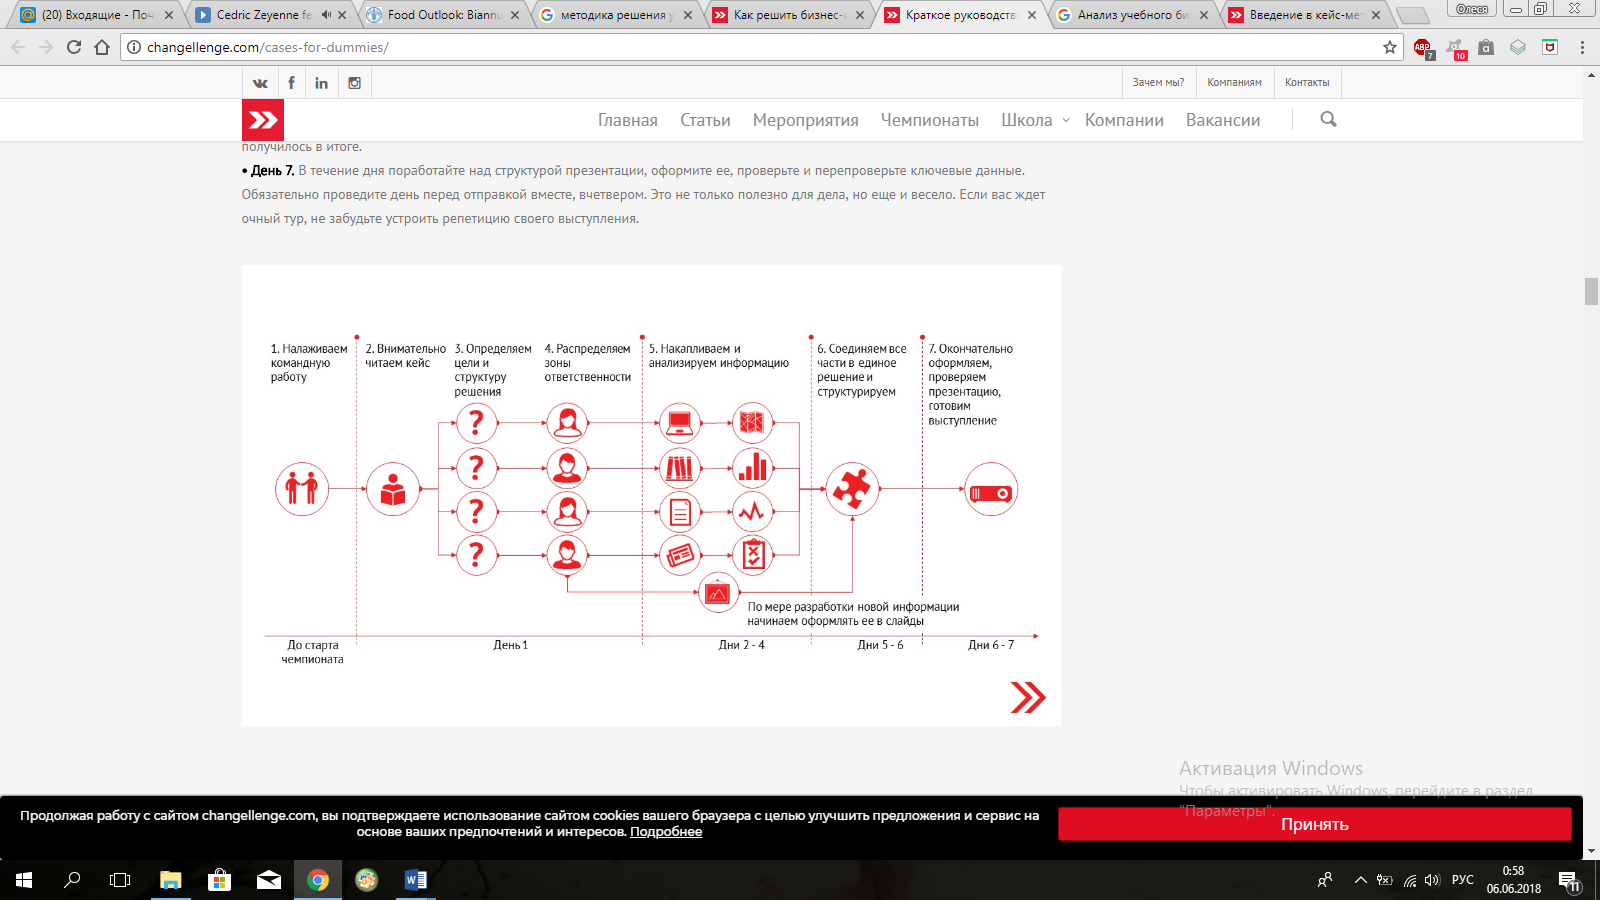 (20) Входящие - Поч
Cedric Zeyenne fe
Food Outlook: Biann
методика решения у
Как решить бизнес-к
Краткое руководств
Анализ учебного би
Введение в кейс-ме
Олеся
changellenge.com/cases-for-dummies/
ABP
7
10
Зачем мы?
Компаниям
Контакты
Главная
Статьи
Мероприятия
Чемпионаты
Школа
Компании
Вакансии
получилось в итоге.
• День 7. В течение дня поработайте над структурой презентации, оформите ее, проверьте и перепроверьте ключевые данные.
Обязательно проведите день перед отправкой вместе, вчетвером. Это не только полезно для дела, но еще и весело. Если вас ждет
очный тур, не забудьте устроить репетицию своего выступления.
1. Налаживаем
командную
работу
2. Внимательно
читаем кейс
3. Определяем
цели и
структуру
решения
4. Распределяем
зоны
ответственности
5. Накапливаем и
анализируем информацию
6. Соединяем все
части в единое
решение и
структурируем
7. Окончательно
оформляем,
проверяем
презентацию,
готовим
выступление
По мере разработки новой информации
начинаем оформлять ее в слайды
До старта
чемпионата
День 1
Дни 2 - 4
Дни 5 - 6
Дни 6 - 7
Активация Windows
Чтобы активировать Windows, перейдите в раздел
"Параметры".
Продолжая работу с сайтом changellenge.com, вы подтверждаете использование сайтом cookies вашего браузера с целью улучшить предложения и сервис на
основе ваших предпочтений и интересов. Подробнее
Принять
РУС
0:58
06.06.2018
11